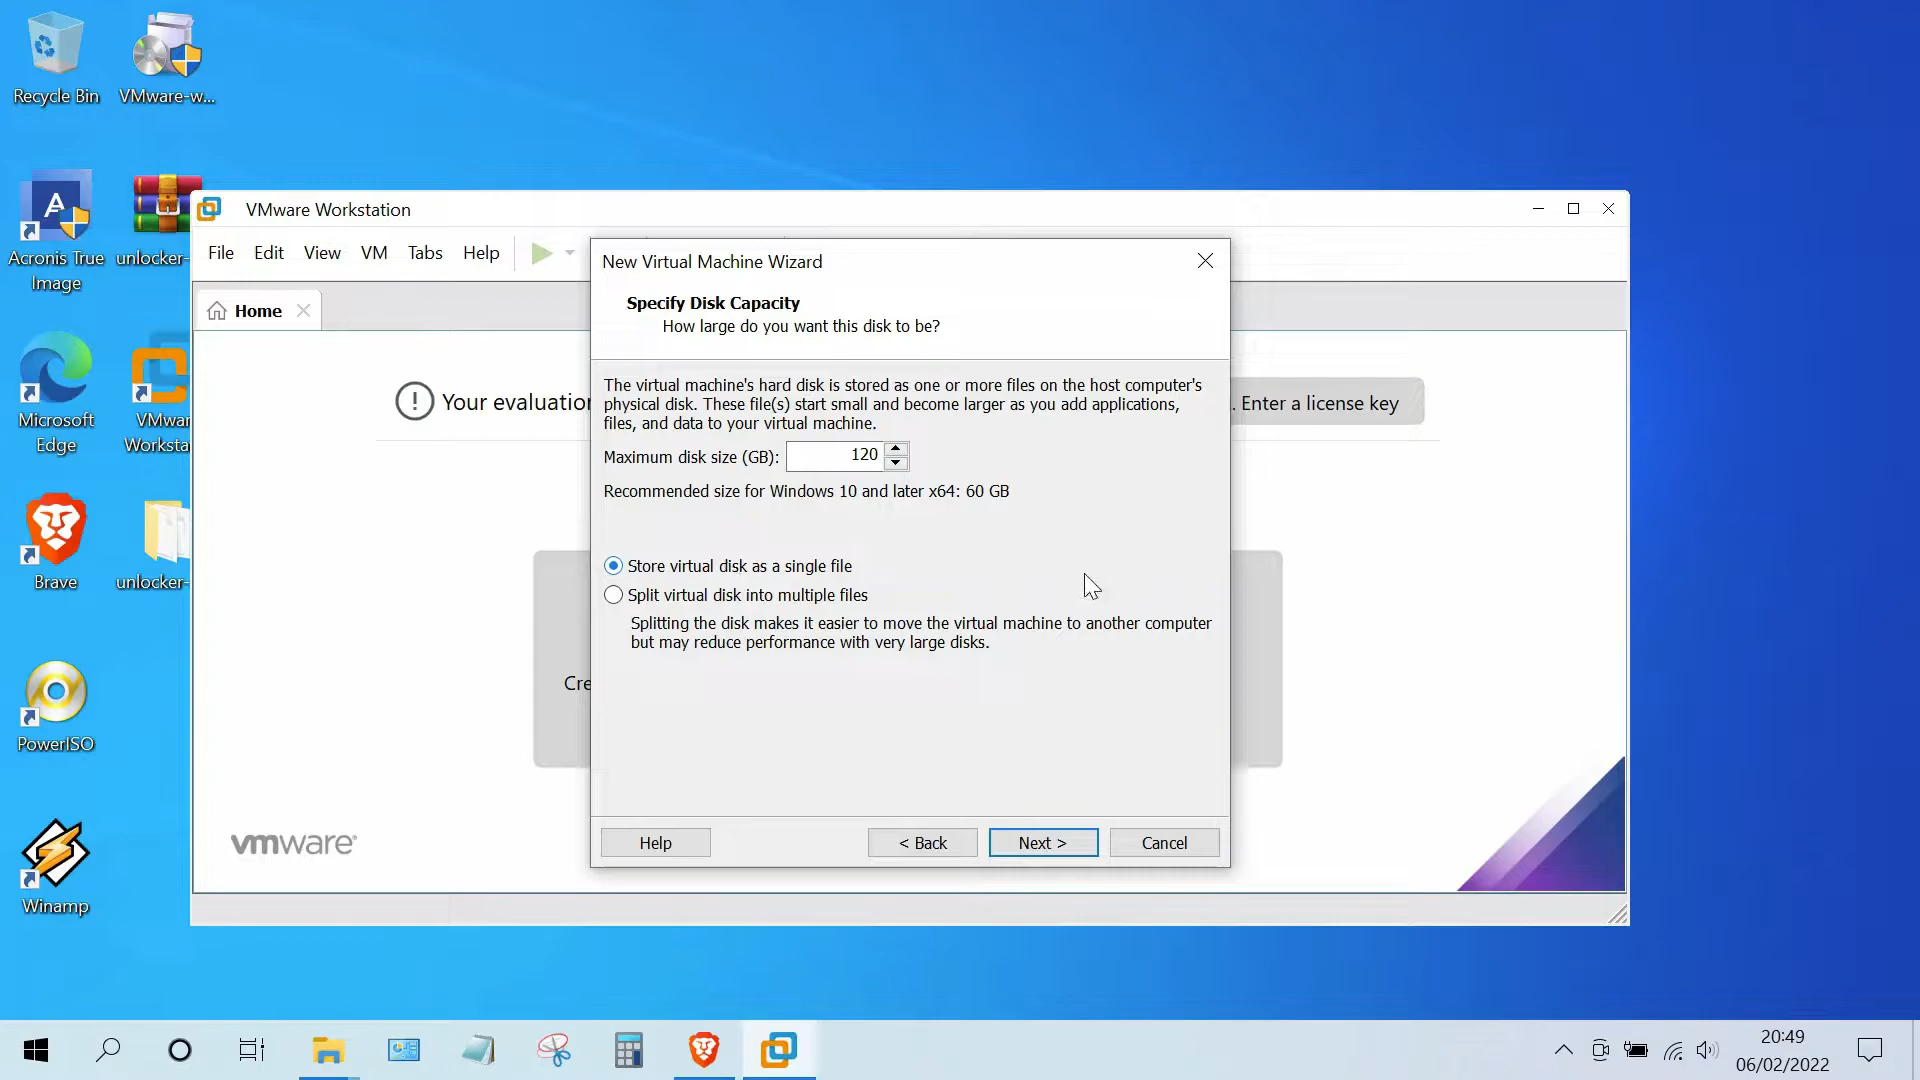 Recycle Bin
VMware-w...
Acronis True
Image
unlocker-
Microsoft
Edge
VMwar
Worksta
Brave
unlocker-
PowerISO
Winamp
VMware Workstation
File Edit View VM Tabs Help
Home
Your evaluation
. Enter a license key
Cre
vmware®
New Virtual Machine Wizard
Specify Disk Capacity
How large do you want this disk to be?
The virtual machine's hard disk is stored as one or more files on the host computer's
physical disk. These file(s) start small and become larger as you add applications,
files, and data to your virtual machine.
Maximum disk size (GB): 120
Recommended size for Windows 10 and later x64: 60 GB
Store virtual disk as a single file
Split virtual disk into multiple files
Splitting the disk makes it easier to move the virtual machine to another computer
but may reduce performance with very large disks.
Help < Back Next > Cancel
20:49
06/02/2022